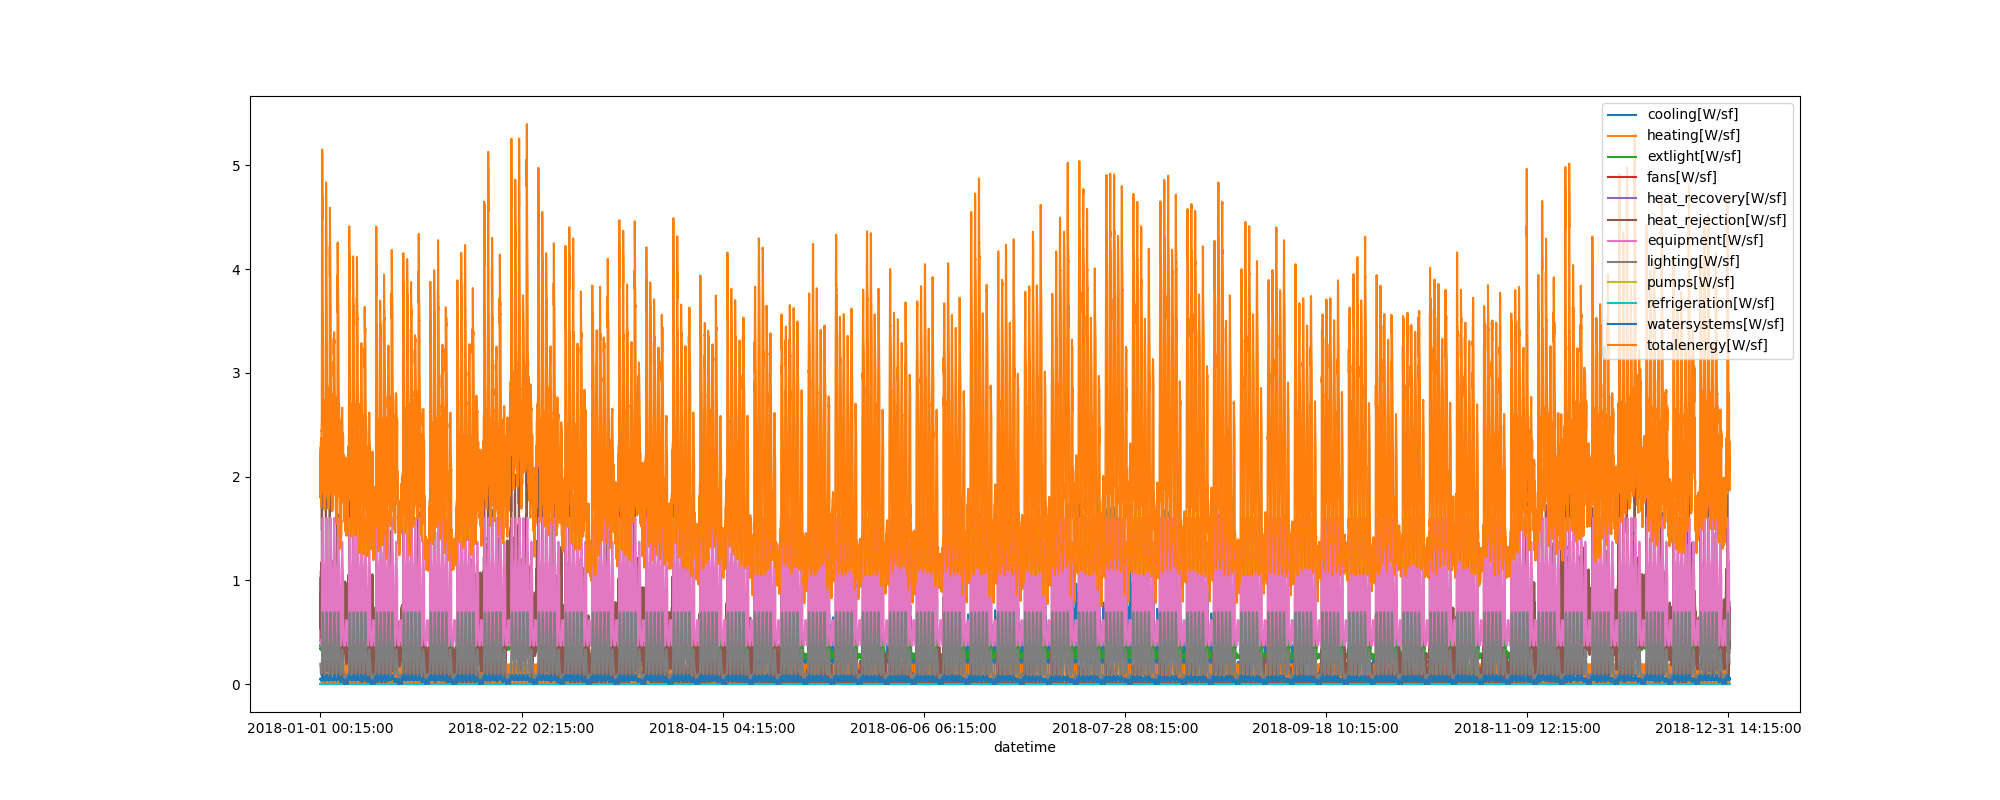 cooling[W/sf]
heating[W/sf]
extlight[W/sf]
fans[W/sf]
heat_recovery[W/sf]
heat_rejection[W/sf]
equipment[W/sf]
lighting[W/sf]
pumps[W/sf]
refrigeration[W/sf]
watersystems[W/sf]
totalenergy[W/sf]
5
4
3
2
1
0
2018-01-01 00:15:00 2018-02-22 02:15:00 2018-04-15 04:15:00 2018-06-06 06:15:00 2018-07-28 08:15:00 2018-09-18 10:15:00 2018-11-09 12:15:00 2018-12-31 14:15:00
datetime